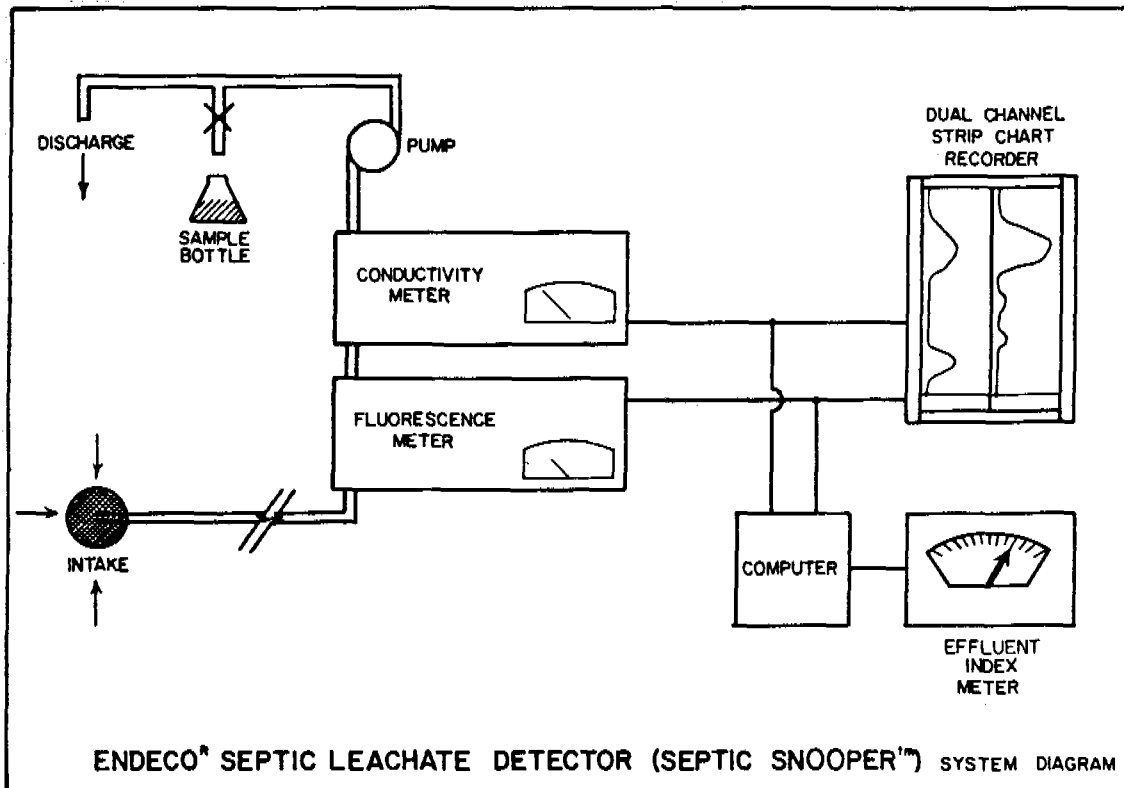 DISCHARGE
PUMP
SAMPLE
BOTTLE
DUAL CHANNEL
STRIP CHART
RECORDER
CONDUCTIVITY
METER
FLUORESCENCE
METER
INTAKE
COMPUTER
EFFLUENT
INDEX
METER
ENDECO® SEPTIC LEACHATE DETECTOR (SEPTIC SNOOPER™) SYSTEM DIAGRAM